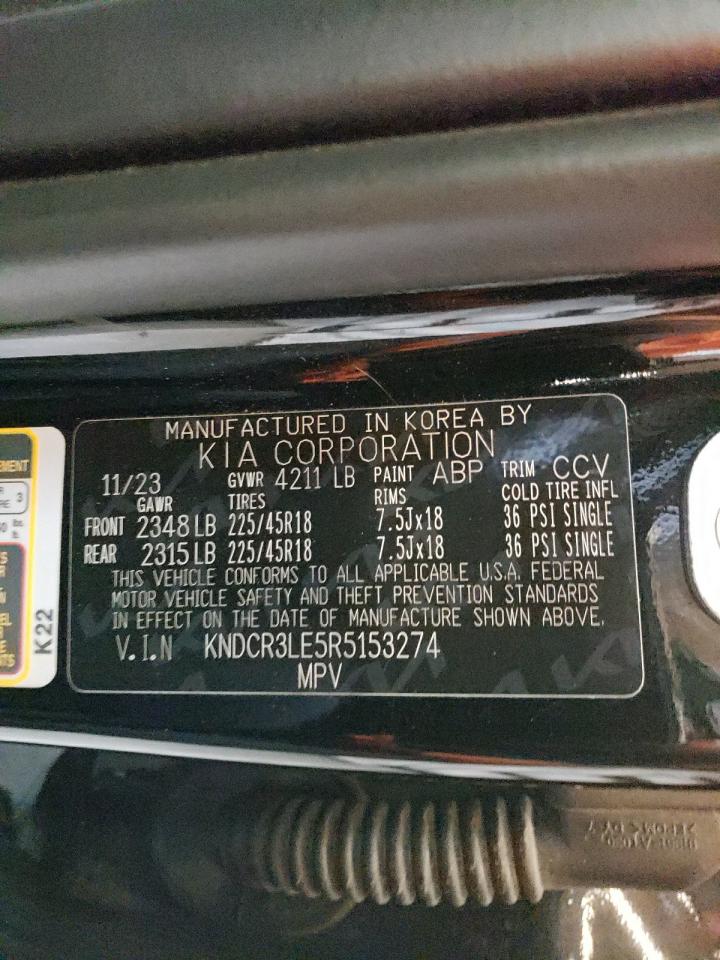 MANUFACTURED IN KOREA BY
KIA CORPORATION
11/23 GVWR 4211 LB PAINT ABP TRIM CCV
GAWR TIRES RIMS COLD TIRE INFL
FRONT 2348 LB 225/45R18 7.5Jx18 36 PSI SINGLE
REAR 2315 LB 225/45R18 7.5Jx18 36 PSI SINGLE
THIS VEHICLE CONFORMS TO ALL APPLICABLE U.S.A. FEDERAL
MOTOR VEHICLE SAFETY AND THEFT PREVENTION STANDARDS
IN EFFECT ON THE DATE OF MANUFACTURE SHOWN ABOVE.
V.I.N KNDCR3LE5R5153274
MPV
3
K22